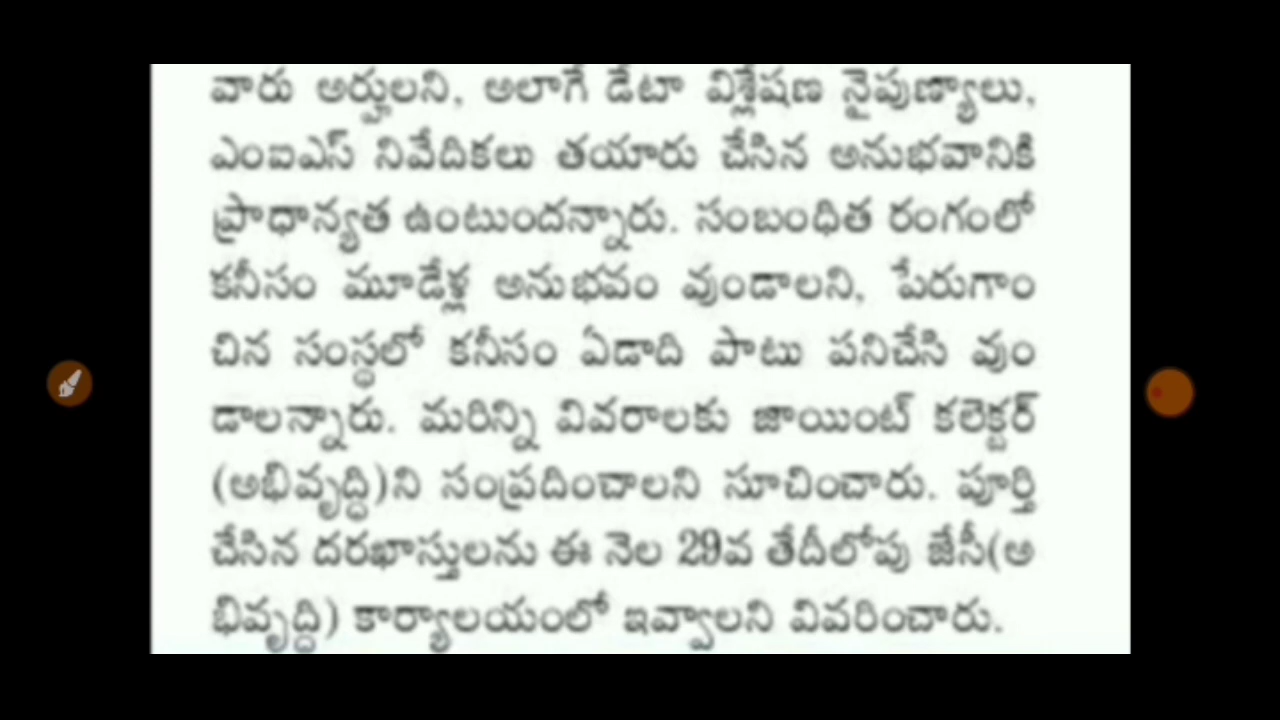 వారు అర్హులని, అలాగే డేటా విశ్లేషణ నైపుణ్యాలు,
ఎంఐఎస్ నివేదికలు తయారు చేసిన అనుభవానికి
ప్రాధాన్యత ఉంటుందన్నారు. సంబంధిత రంగంలో
కనీసం మూడేళ్ల అనుభవం వుండాలని, పేరుగాం
చిన సంస్థలో కనీసం ఏడాది పాటు పనిచేసి వుం
డాలన్నారు. మరిన్ని వివరాలకు జాయింట్ కలెక్టర్
(అభివృద్ధి)ని సంప్రదించాలని సూచించారు. పూర్తి
చేసిన దరఖాస్తులను ఈ నెల 29వ తేదీలోపు జేసీ(అ
భివృద్ధి) కార్యాలయంలో ఇవ్వాలని వివరించారు.